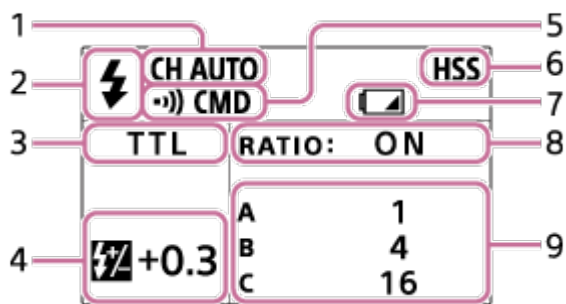 1
5
CH AUTO
HSS
6
2
CMD
7
3
TTL
RATIO: ON
8
A 1
4
+0.3
B 4
9
C 16